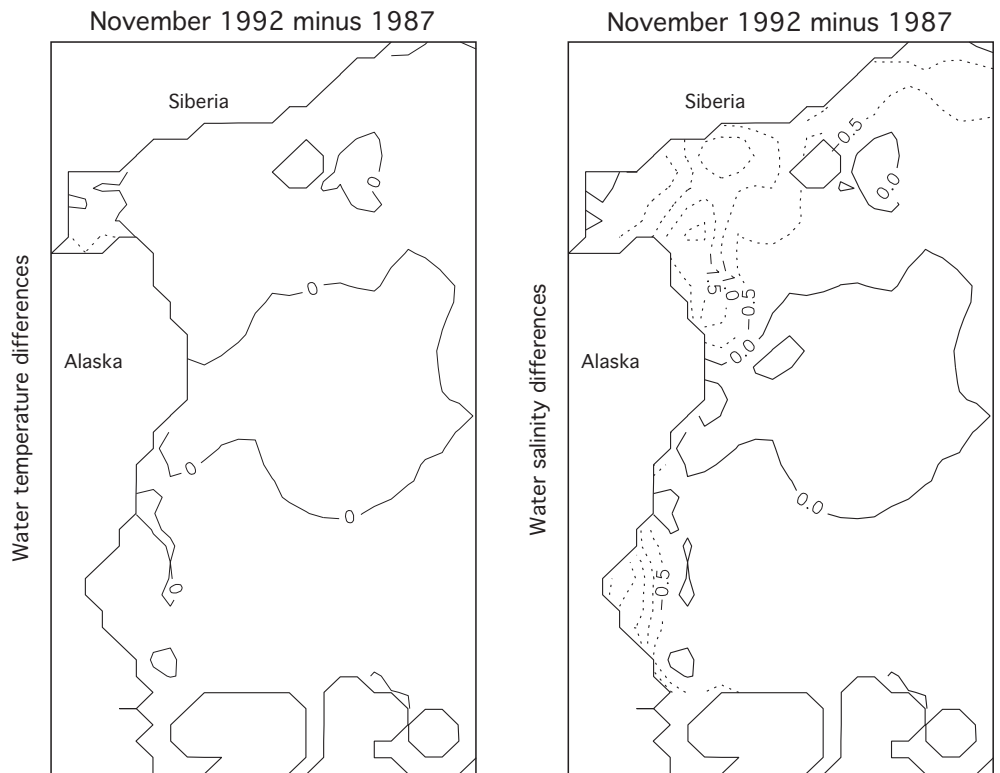 November 1992 minus 1987
Siberia
0
0
Alaska
0
0
0
Water temperature differences
November 1992 minus 1987
Siberia
−0.5
0.0
−1.5
−1.0
−0.5
0.0
Alaska
0.0
−0.5
Water salinity differences